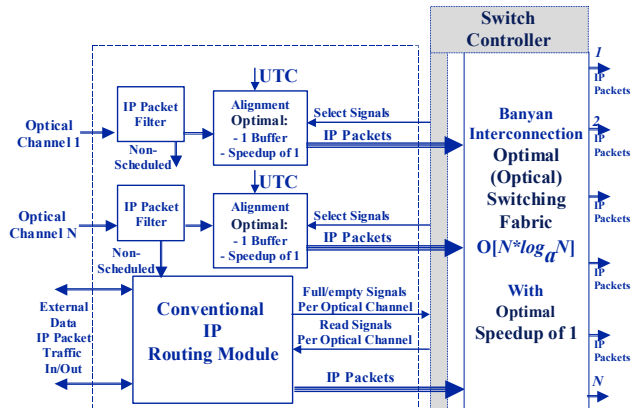 Switch
Controller
UTC
Optical
Channel 1
IP Packet
Filter
Non-
Scheduled
Alignment
Optimal:
- 1 Buffer
- Speedup of 1
Select Signals
IP Packets
UTC
Optical
Channel N
IP Packet
Filter
Non-
Scheduled
Alignment
Optimal:
- 1 Buffer
- Speedup of 1
Select Signals
IP Packets
External
Data
IP Packet
Traffic
In/Out
Conventional
IP
Routing Module
Full/empty Signals
Per Optical Channel
Read Signals
Per Optical Channel
IP Packets
Banyan
Interconnection
Optimal
(Optical)
Switching
Fabric
O[N*log_a N]
With
Optimal
Speedup of 1
1
IP
Packets
2
IP
Packets
IP
Packets
IP
Packets
IP
Packets
N